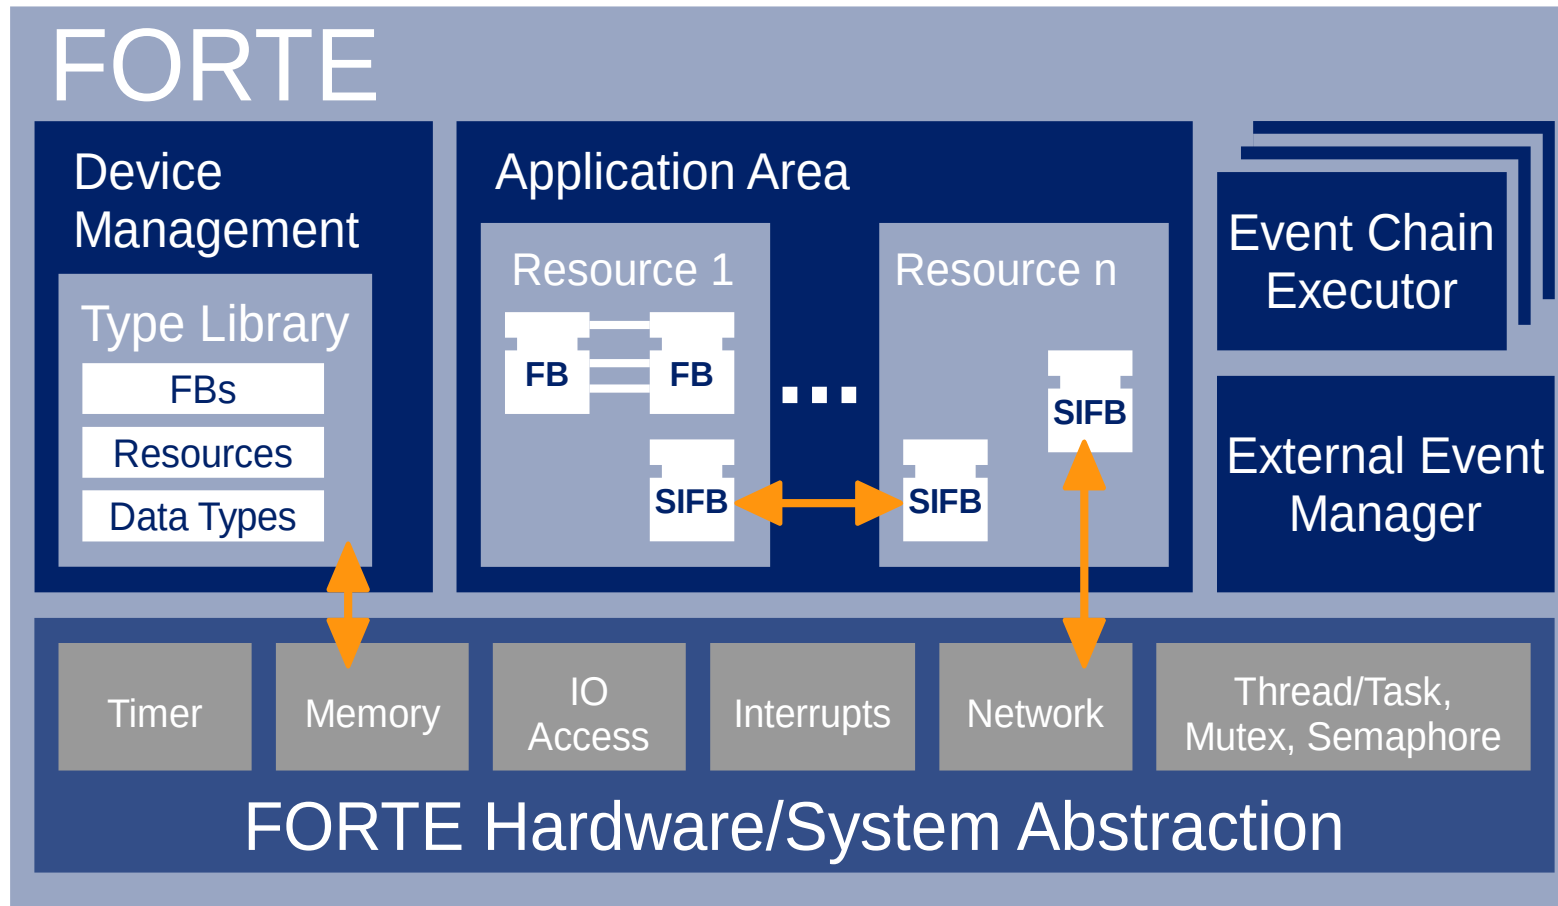 FORTE
Device
Management
Type Library
FBs
Resources
Data Types
Application Area
Resource 1
FB
FB
SIFB
...
Resource n
SIFB
SIFB
Event Chain
Executor
External Event
Manager
Timer
Memory
IO
Access
Interrupts
Network
Thread/Task,
Mutex, Semaphore
FORTE Hardware/System Abstraction